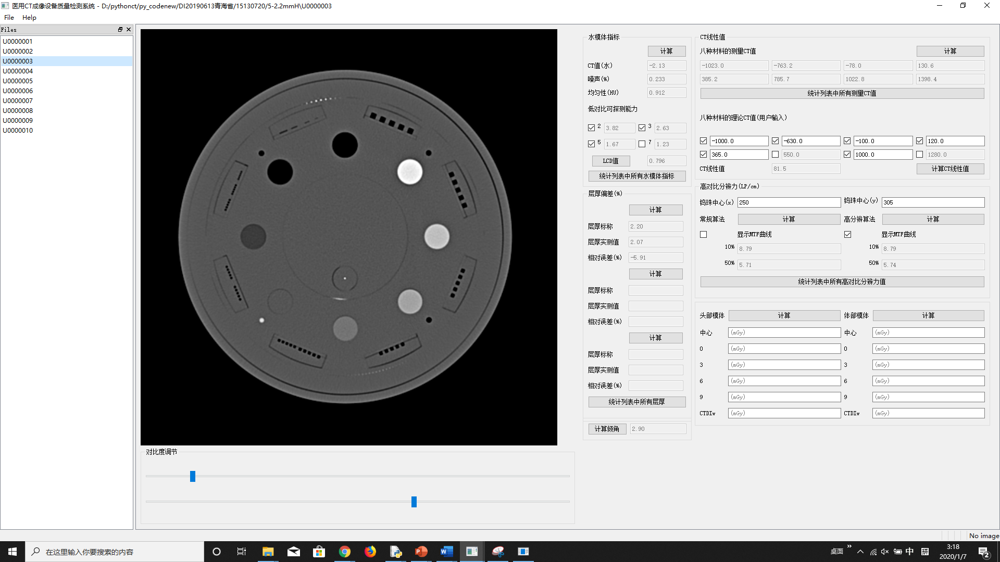 医用CT成像设备质量检测系统 - D:/pythonct/py_codenew/DI20190613青海省/15130720/5-2.2mmH\U0000003
File Help
Files
U0000001
U0000002
U0000003
U0000004
U0000005
U0000006
U0000007
U0000008
U0000009
U0000010
对比度调节
水模体指标
计算
CT值(水) -2.13
噪声(%) 0.233
均匀性(HU) 0.912
低对比可探测能力
2 3.82 3 2.63
5 1.67 7 1.23
LCD值 0.796
统计列表中所有水模体指标
层厚偏差(%)
计算
层厚标称 2.20
层厚实测值 2.07
相对误差(%) -5.91
计算
层厚标称
层厚实测值
相对误差(%)
计算
层厚标称
层厚实测值
相对误差(%)
统计列表中所有层厚
计算倾角 2.90
CT线性值
八种材料的测量CT值 计算
-1023.0 -763.2 -78.0 130.6
385.2 785.7 1022.8 1398.4
统计列表中所有测量CT值
八种材料的理论CT值(用户输入)
-1000.0 -630.0 -100.0 120.0
365.0 550.0 1000.0 1280.0
CT线性值 81.5 计算CT线性值
高对比分辨力(LP/cm)
钨珠中心(x) 250 钨珠中心(y) 305
常规算法 计算 高分辨算法 计算
显示MTF曲线 显示MTF曲线
10% 8.79 10% 8.79
50% 5.71 50% 5.74
统计列表中所有高对比分辨力值
头部模体 计算 体部模体 计算
中心 (mGy) 中心 (mGy)
0 (mGy) 0 (mGy)
3 (mGy) 3 (mGy)
6 (mGy) 6 (mGy)
9 (mGy) 9 (mGy)
CTDIw (mGy) CTDIw (mGy)
No image
在这里输入你要搜索的内容
桌面 中
3:18
2020/1/7
2